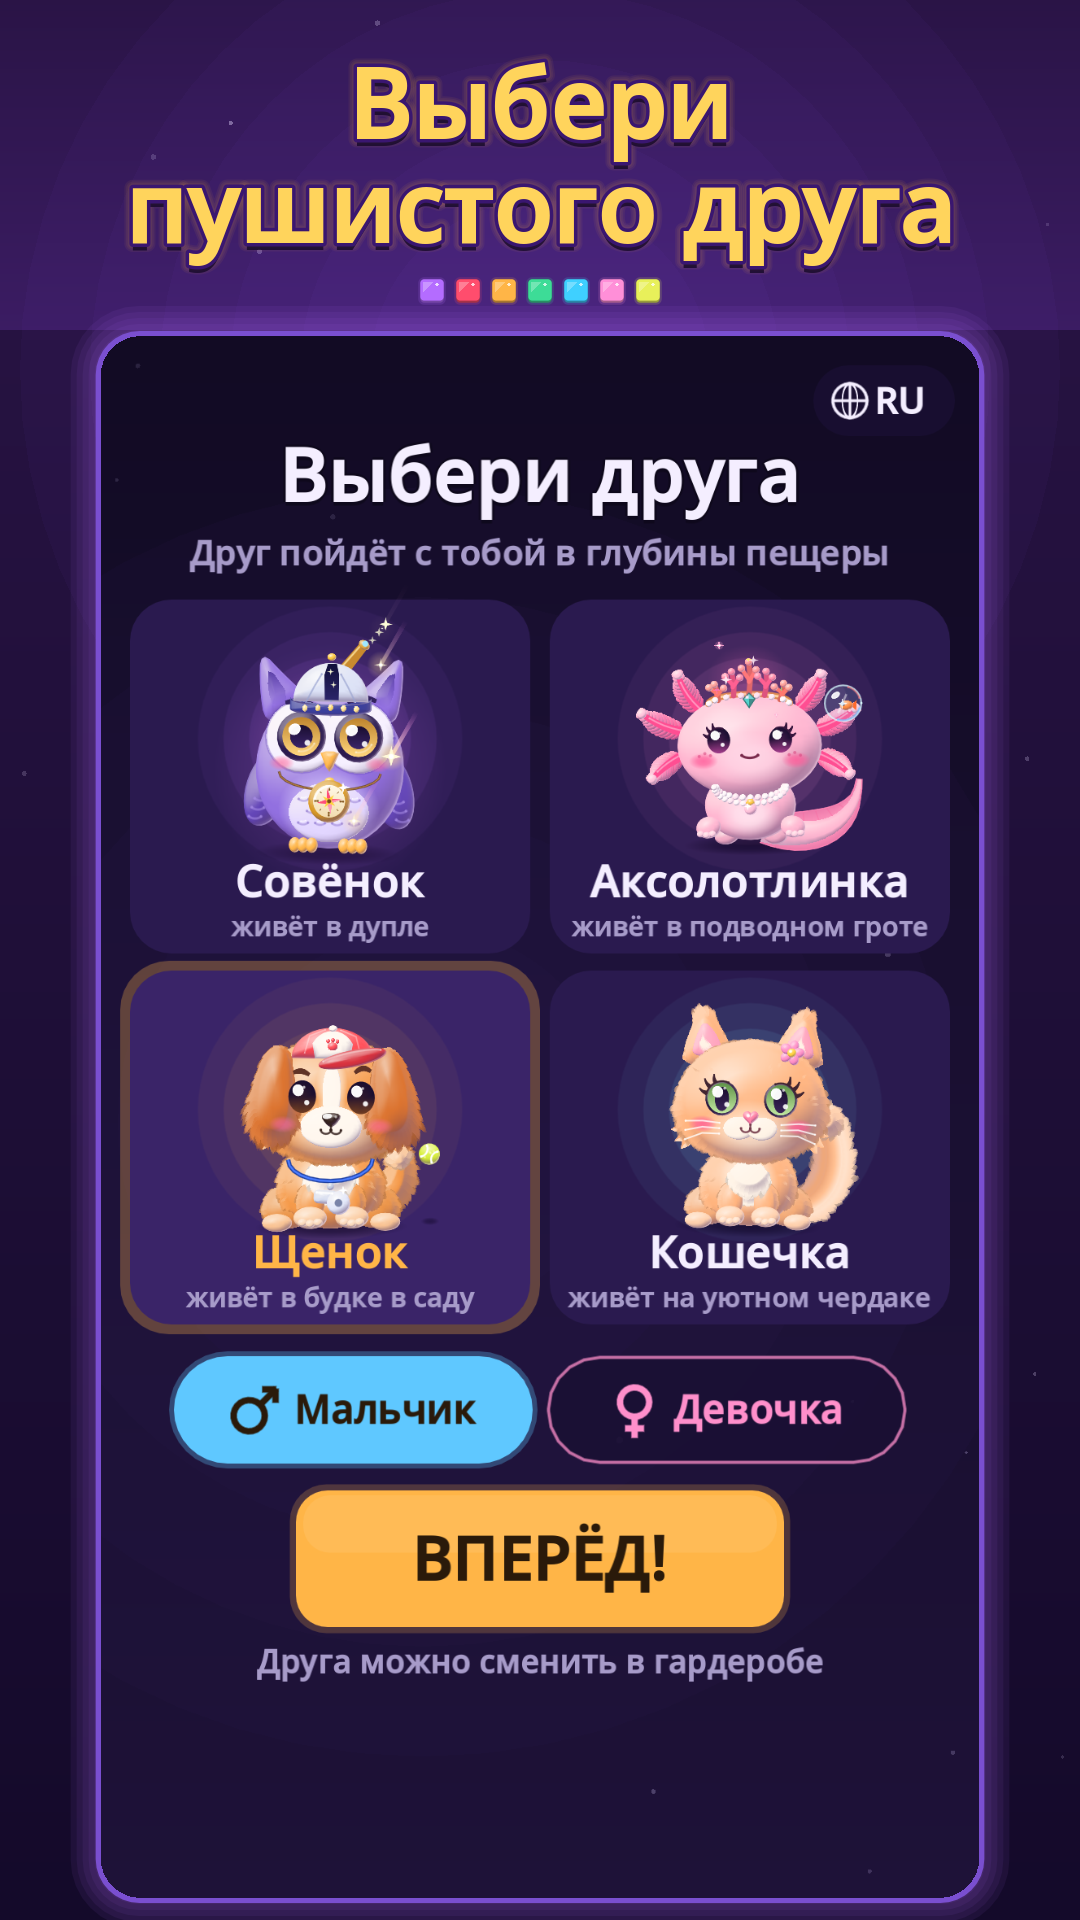 Выбери
пушистого друга
RU
Выбери друга
Друг пойдёт с тобой в глубины пещеры
Совёнок
живёт в дупле
Аксолотлинка
живёт в подводном гроте
Щенок
живёт в будке в саду
Кошечка
живёт на уютном чердаке
Мальчик
Девочка
ВПЕРЁД!
Друга можно сменить в гардеробе